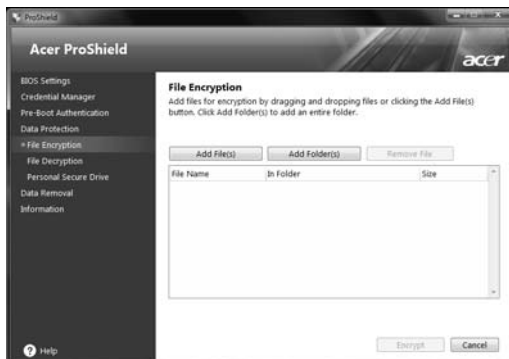 ProShield
Acer ProShield
acer
BIOS Settings
Credential Manager
Pre-Boot Authentication
Data Protection
File Encryption
File Decryption
Personal Secure Drive
Data Removal
Information
Help
File Encryption
Add files for encryption by dragging and dropping files or clicking the Add File(s)
button. Click Add Folder(s) to add an entire folder.
Add File(s) Add Folder(s) Remove File
File Name In Folder Size
Encrypt Cancel